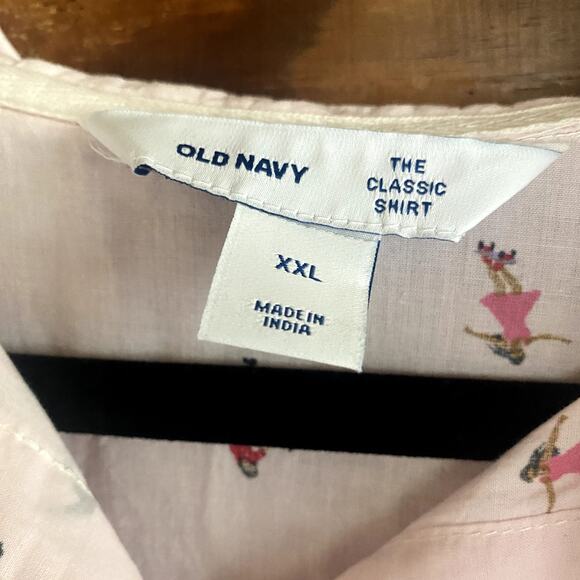 OLD NAVY
THE
CLASSIC
SHIRT
XXL
MADE IN
INDIA